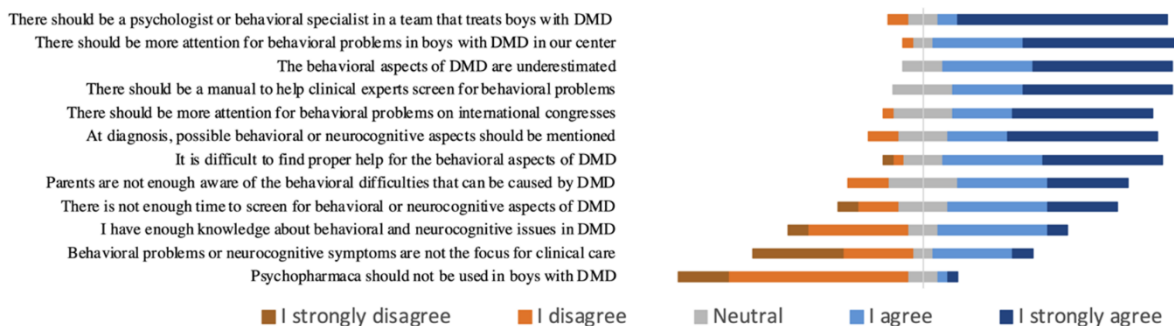 There should be a psychologist or behavioral specialist in a team that treats boys with DMD
There should be more attention for behavioral problems in boys with DMD in our center
The behavioral aspects of DMD are underestimated
There should be a manual to help clinical experts screen for behavioral problems
There should be more attention for behavioral problems on international congresses
At diagnosis, possible behavioral or neurocognitive aspects should be mentioned
It is difficult to find proper help for the behavioral aspects of DMD
Parents are not enough aware of the behavioral difficulties that can be caused by DMD
There is not enough time to screen for behavioral or neurocognitive aspects of DMD
I have enough knowledge about behavioral and neurocognitive issues in DMD
Behavioral problems or neurocognitive symptoms are not the focus for clinical care
Psychopharmaca should not be used in boys with DMD
I strongly disagree I disagree Neutral I agree I strongly agree